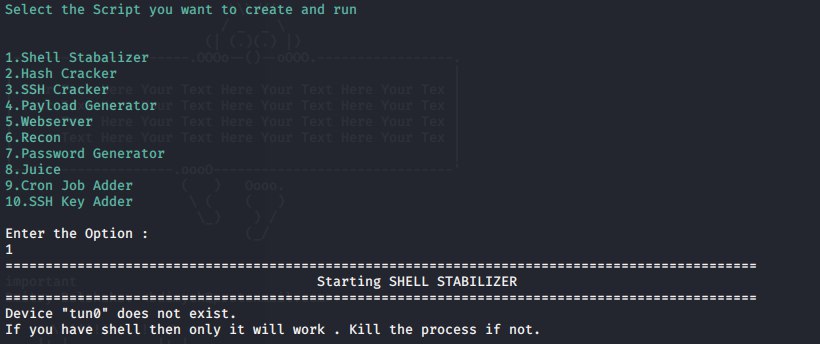 Select the Script you want to create and run
1.Shell Stabalizer
2.Hash Cracker
3.SSH Cracker
4.Payload Generator
5.Webserver
6.Recon
7.Password Generator
8.Juice
9.Cron Job Adder
10.SSH Key Adder
Enter the Option :
1
================================================================================================
important Starting SHELL STABILIZER
================================================================================================
Device "tun0" does not exist.
If you have shell then only it will work . Kill the process if not.